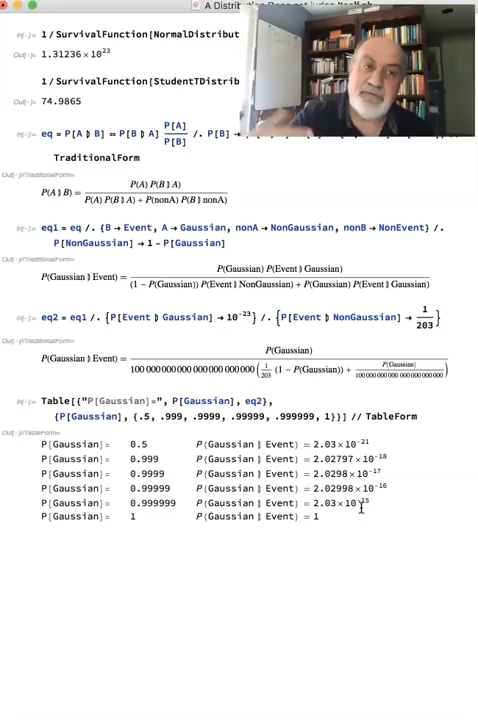 A Distribution
In[ ]:= 1 / SurvivalFunction[NormalDistribut
Out[ ]= 1.31236 × 10^23
1 / SurvivalFunction[StudentTDistrib
Out[ ]= 74.9865
In[ ]:= eq = P[A ⦈ B] == P[B ⦈ A] P[A]/P[B] /. P[B] →
TraditionalForm
Out[ ]//TraditionalForm=
P(A ⦈ B) = P(A) P(B ⦈ A) / (P(A) P(B ⦈ A) + P(nonA) P(B ⦈ nonA))
In[ ]:= eq1 = eq /. {B → Event, A → Gaussian, nonA → NonGaussian, nonB → NonEvent} /.
P[NonGaussian] → 1 - P[Gaussian]
Out[ ]//TraditionalForm=
P(Gaussian ⦈ Event) = P(Gaussian) P(Event ⦈ Gaussian) / ((1 - P(Gaussian)) P(Event ⦈ NonGaussian) + P(Gaussian) P(Event ⦈ Gaussian))
In[ ]:= eq2 = eq1 /. {P[Event ⦈ Gaussian] → 10^-23} /. {P[Event ⦈ NonGaussian] → 1/203}
Out[ ]//TraditionalForm=
P(Gaussian ⦈ Event) = P(Gaussian) / (100 000 000 000 000 000 000 000 (1/203 (1 - P(Gaussian)) + P(Gaussian)/100 000 000 000 000 000 000 000))
In[ ]:= Table[{"P[Gaussian]=", P[Gaussian], eq2},
{P[Gaussian], {.5, .999, .9999, .99999, .999999, 1}}] // TableForm
Out[ ]//TableForm=
P[Gaussian]= 0.5 P(Gaussian ⦈ Event) = 2.03 × 10^-21
P[Gaussian]= 0.999 P(Gaussian ⦈ Event) = 2.02797 × 10^-18
P[Gaussian]= 0.9999 P(Gaussian ⦈ Event) = 2.0298 × 10^-17
P[Gaussian]= 0.99999 P(Gaussian ⦈ Event) = 2.02998 × 10^-16
P[Gaussian]= 0.999999 P(Gaussian ⦈ Event) = 2.03 × 10^-15
P[Gaussian]= 1 P(Gaussian ⦈ Event) = 1